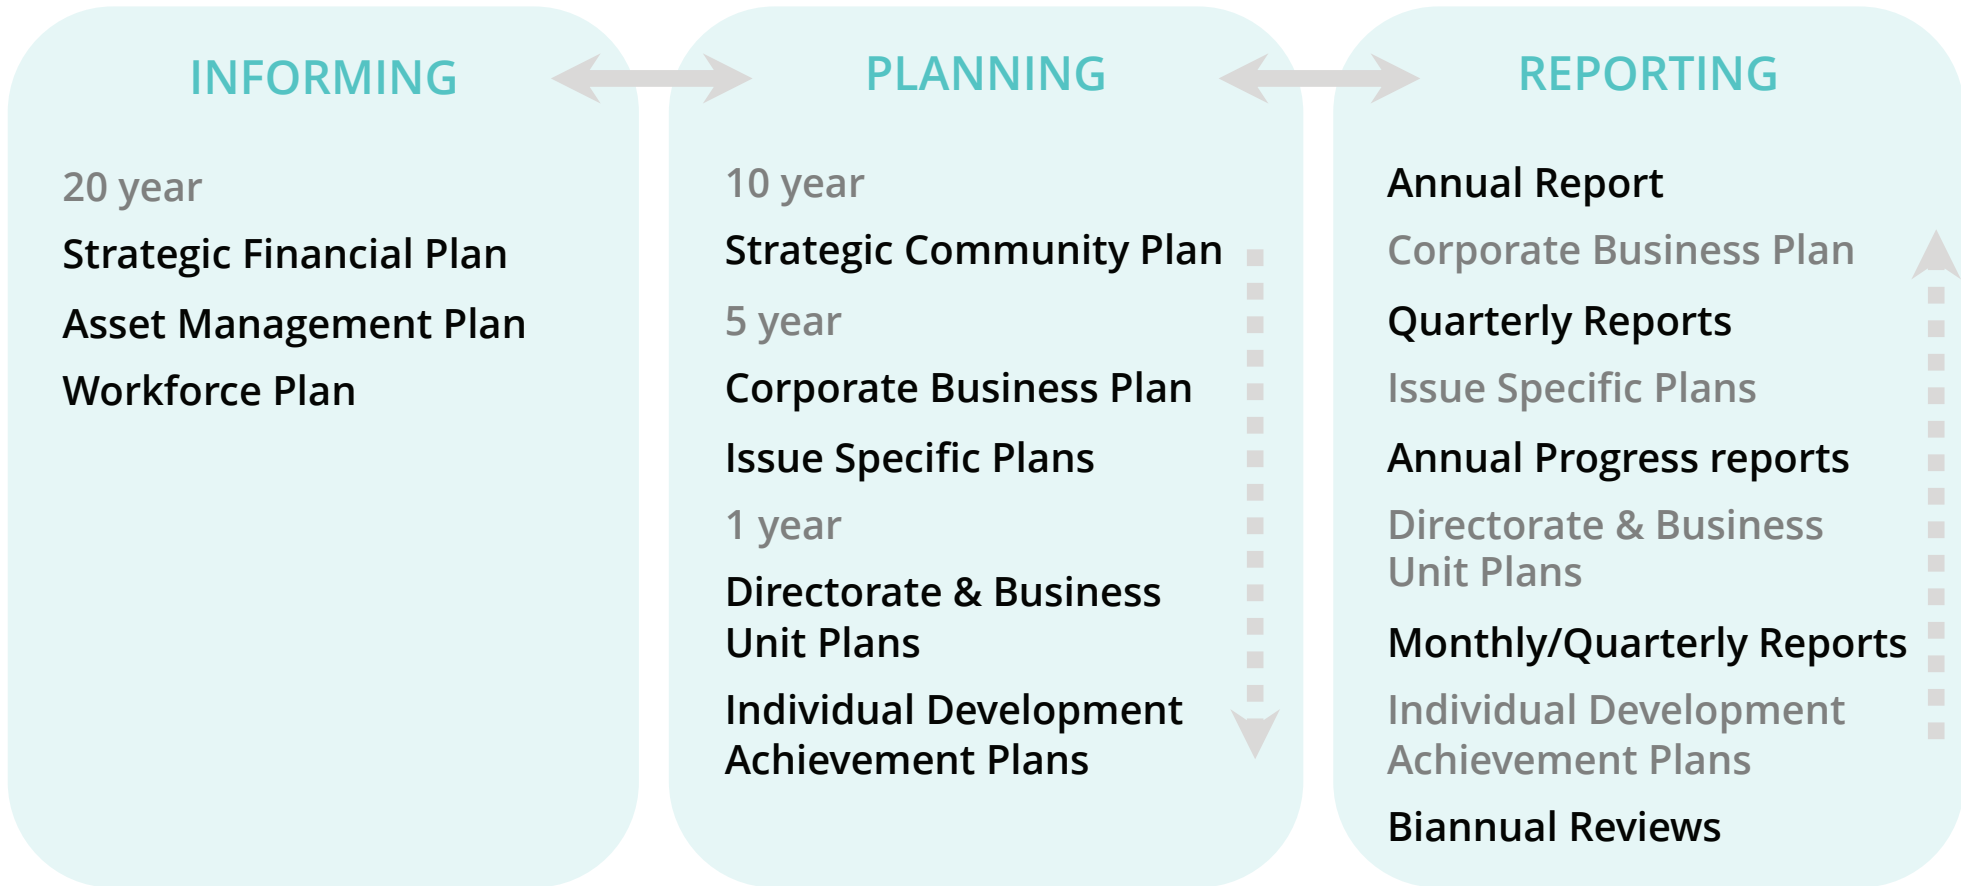 INFORMING
20 year
Strategic Financial Plan
Asset Management Plan
Workforce Plan
PLANNING
10 year
Strategic Community Plan
5 year
Corporate Business Plan
Issue Specific Plans
1 year
Directorate & Business
Unit Plans
Individual Development
Achievement Plans
REPORTING
Annual Report
Corporate Business Plan
Quarterly Reports
Issue Specific Plans
Annual Progress reports
Directorate & Business
Unit Plans
Monthly/Quarterly Reports
Individual Development
Achievement Plans
Biannual Reviews